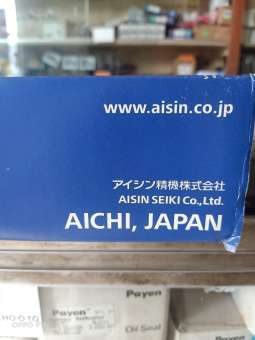 www.aisin.co.jp
アイシン精機株式会社
AISIN SEIKI Co.,Ltd.
AICHI, JAPAN
Payen
Payen
Oil Seal